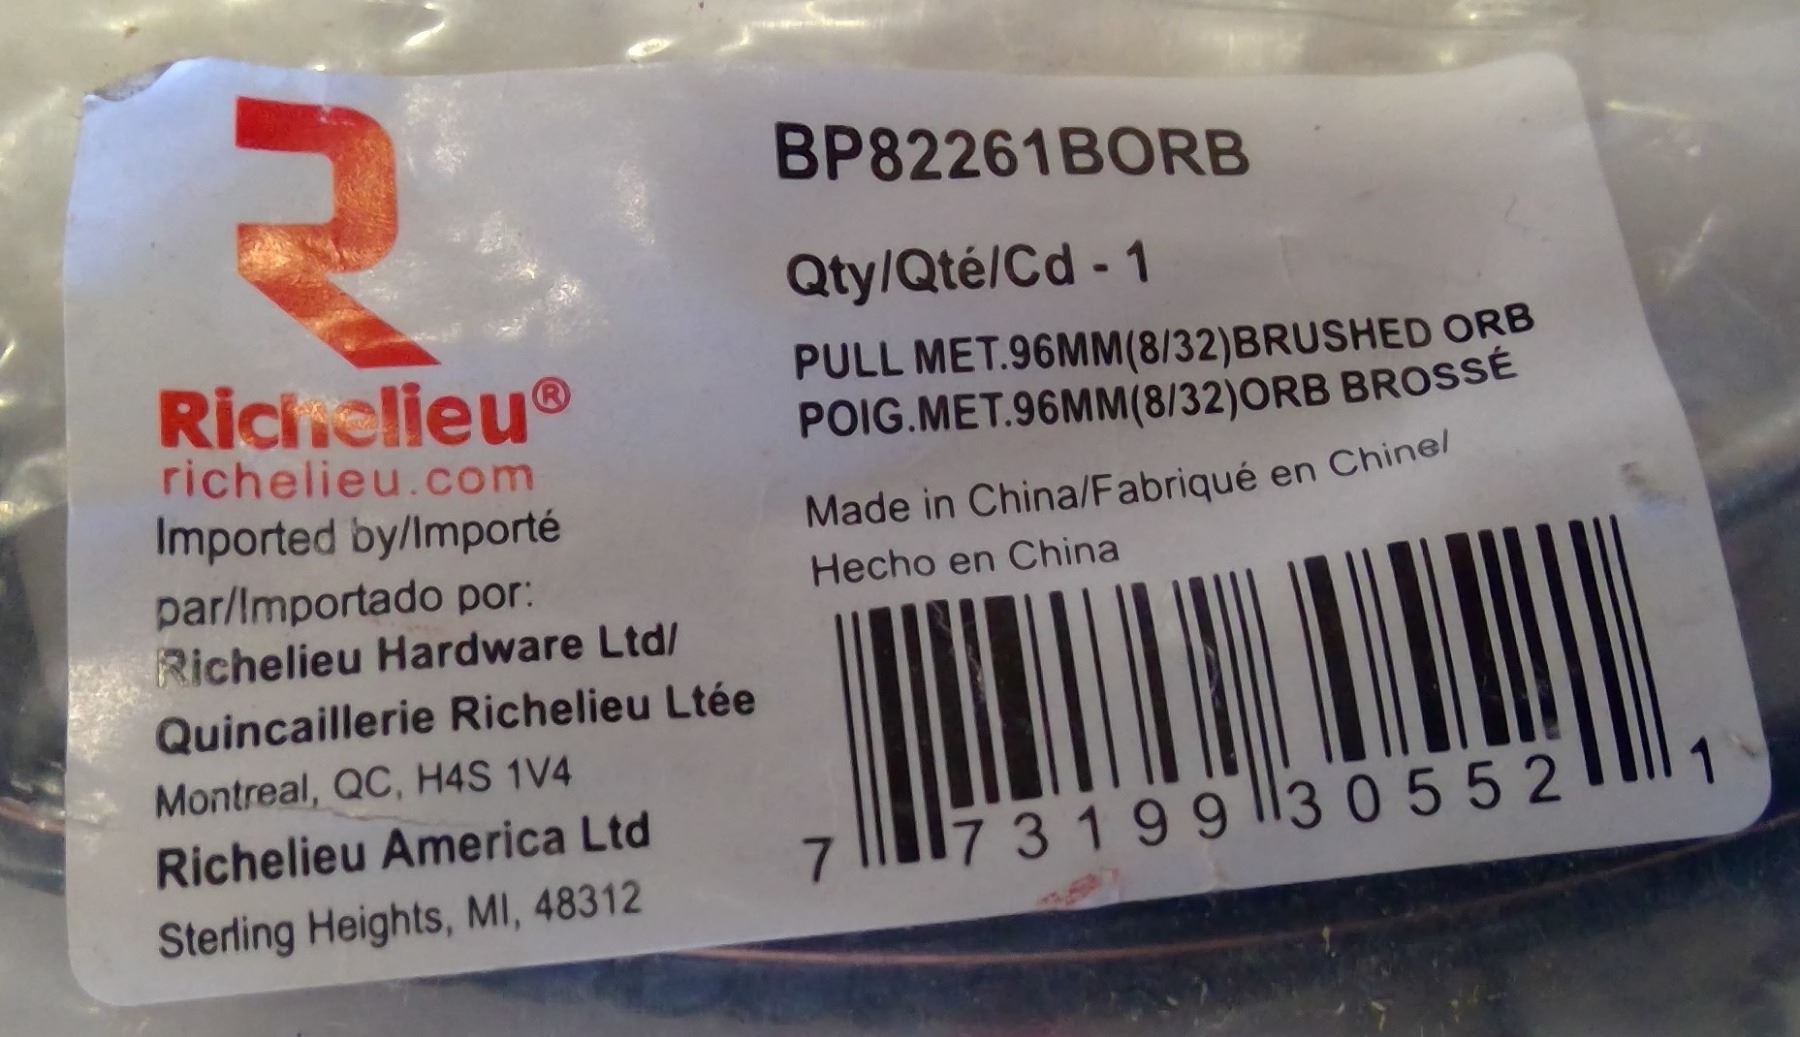 R
Richelieu®
richelieu.com
Imported by/Importé
par/Importado por:
Richelieu Hardware Ltd/
Quincaillerie Richelieu Ltée
Montreal, QC, H4S 1V4
Richelieu America Ltd
Sterling Heights, MI, 48312
BP82261BORB
Qty/Qté/Cd - 1
PULL MET.96MM(8/32)BRUSHED ORB
POIG.MET.96MM(8/32)ORB BROSSÉ
Made in China/Fabriqué en Chine/
Hecho en China
7 73199 30552 1